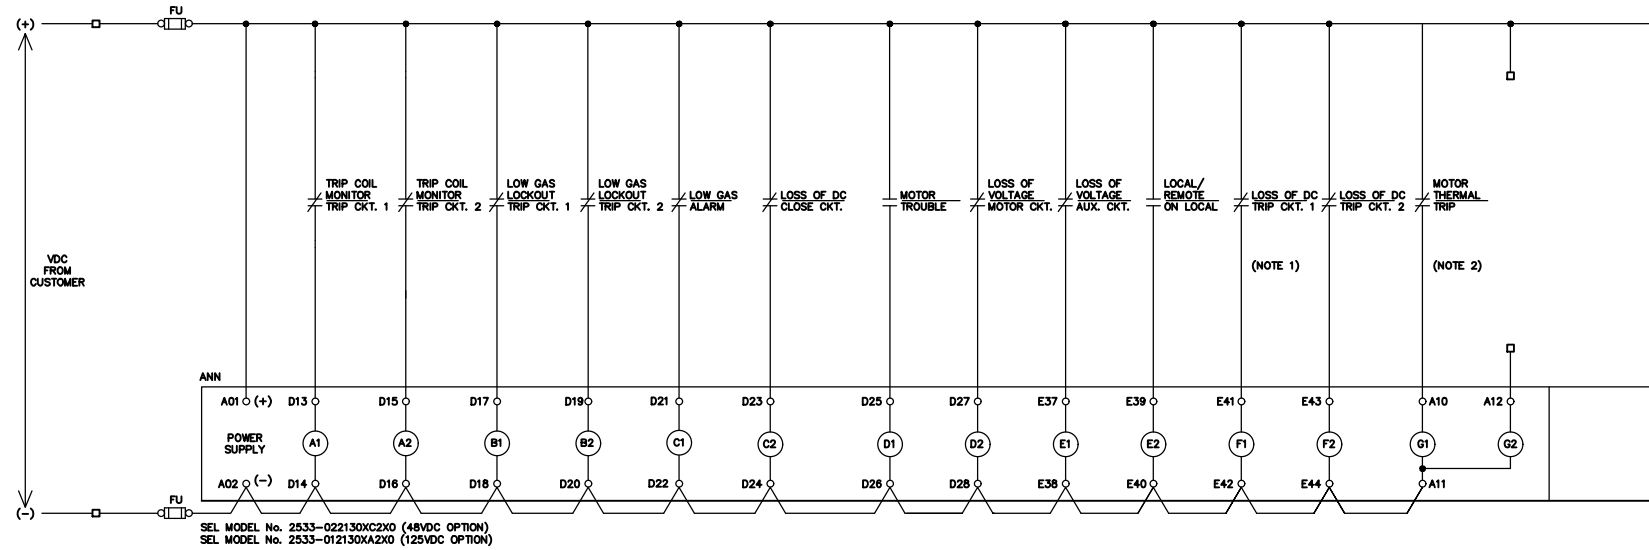 (+)
FU
TRIP COIL
MONITOR
TRIP CKT. 1
TRIP COIL
MONITOR
TRIP CKT. 2
LOW GAS
LOCKOUT
TRIP CKT. 1
LOW GAS
LOCKOUT
TRIP CKT. 2
LOW GAS
ALARM
LOSS OF DC
CLOSE CKT.
MOTOR
TROUBLE
LOSS OF
VOLTAGE
MOTOR CKT.
LOSS OF
VOLTAGE
AUX. CKT.
LOCAL/
REMOTE
ON LOCAL
LOSS OF DC
TRIP CKT. 1
LOSS OF DC
TRIP CKT. 2
MOTOR
THERMAL
TRIP
VDC
FROM
CUSTOMER
(NOTE 1)
(NOTE 2)
ANN
A01 (+) D13 D15 D17 D19 D21 D23 D25 D27 E37 E39 E41 E43 A10 A12
POWER
SUPPLY
A1 A2 B1 B2 C1 C2 D1 D2 E1 E2 F1 F2 G1 G2
A02 (-) D14 D16 D18 D20 D22 D24 D26 D28 E38 E40 E42 E44 A11
(-)
FU
SEL MODEL No. 2533-022130XC2X0 (48VDC OPTION)
SEL MODEL No. 2533-012130XA2X0 (125VDC OPTION)